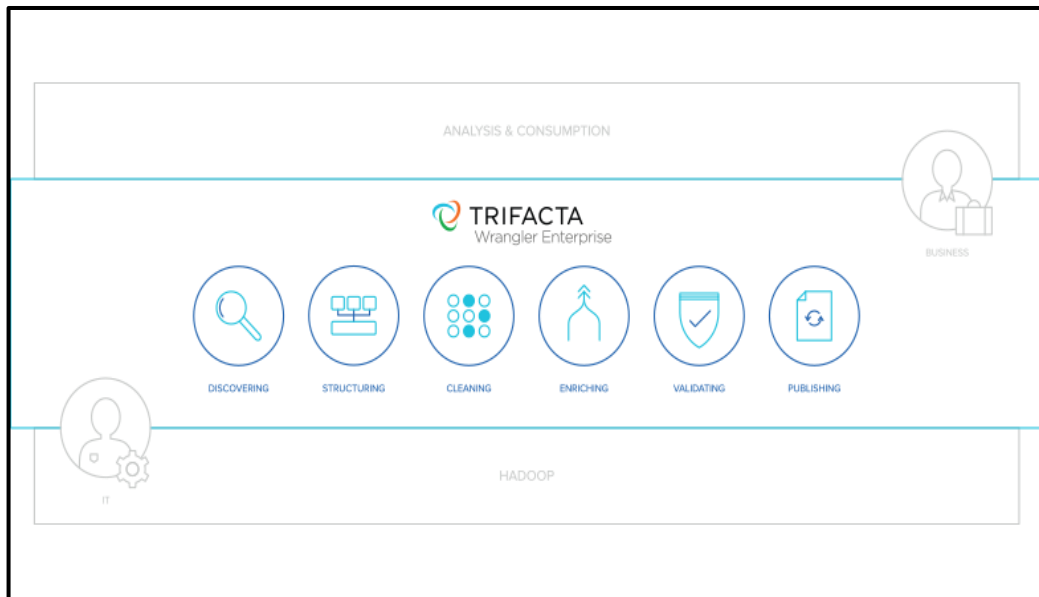 ANALYSIS & CONSUMPTION
TRIFACTA
Wrangler Enterprise
BUSINESS
DISCOVERING
STRUCTURING
CLEANING
ENRICHING
VALIDATING
PUBLISHING
HADOOP
IT